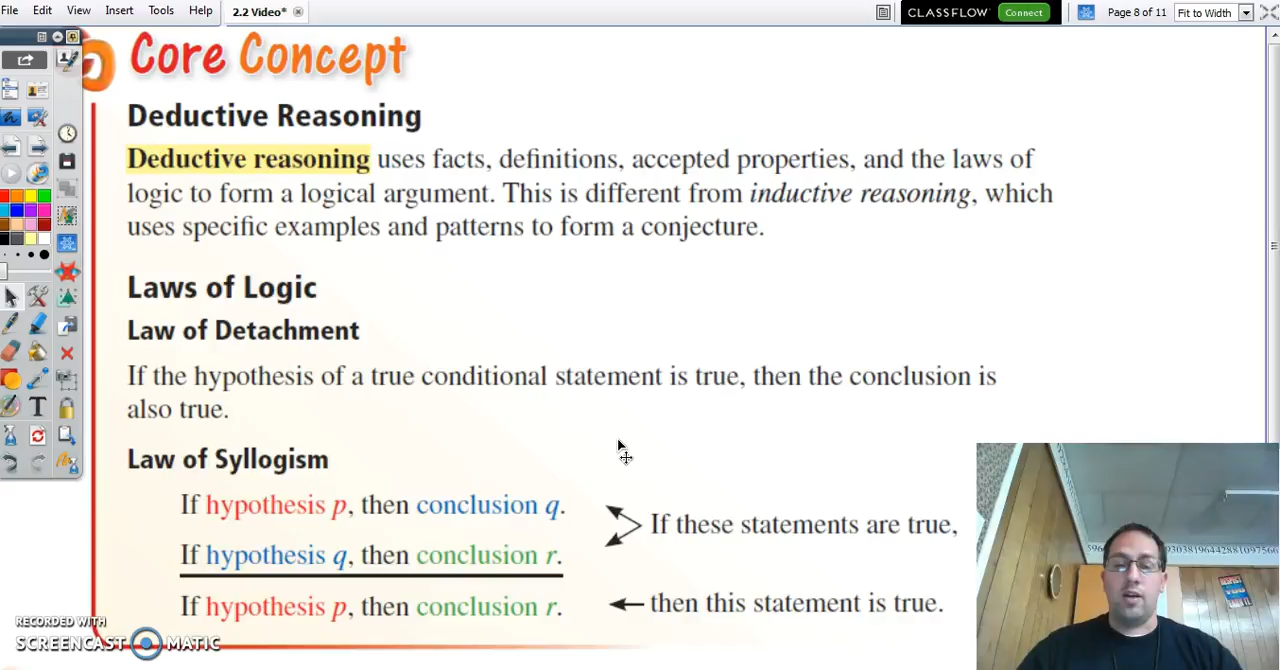 File Edit View Insert Tools Help 2.2 Video* CLASSFLOW Connect Page 8 of 11 Fit to Width
Core Concept
Deductive Reasoning
Deductive reasoning uses facts, definitions, accepted properties, and the laws of
logic to form a logical argument. This is different from inductive reasoning, which
uses specific examples and patterns to form a conjecture.
Laws of Logic
Law of Detachment
If the hypothesis of a true conditional statement is true, then the conclusion is
also true.
Law of Syllogism
If hypothesis p, then conclusion q.
If these statements are true,
If hypothesis q, then conclusion r.
If hypothesis p, then conclusion r.
then this statement is true.
RECORDED WITH
SCREENCAST MATIC